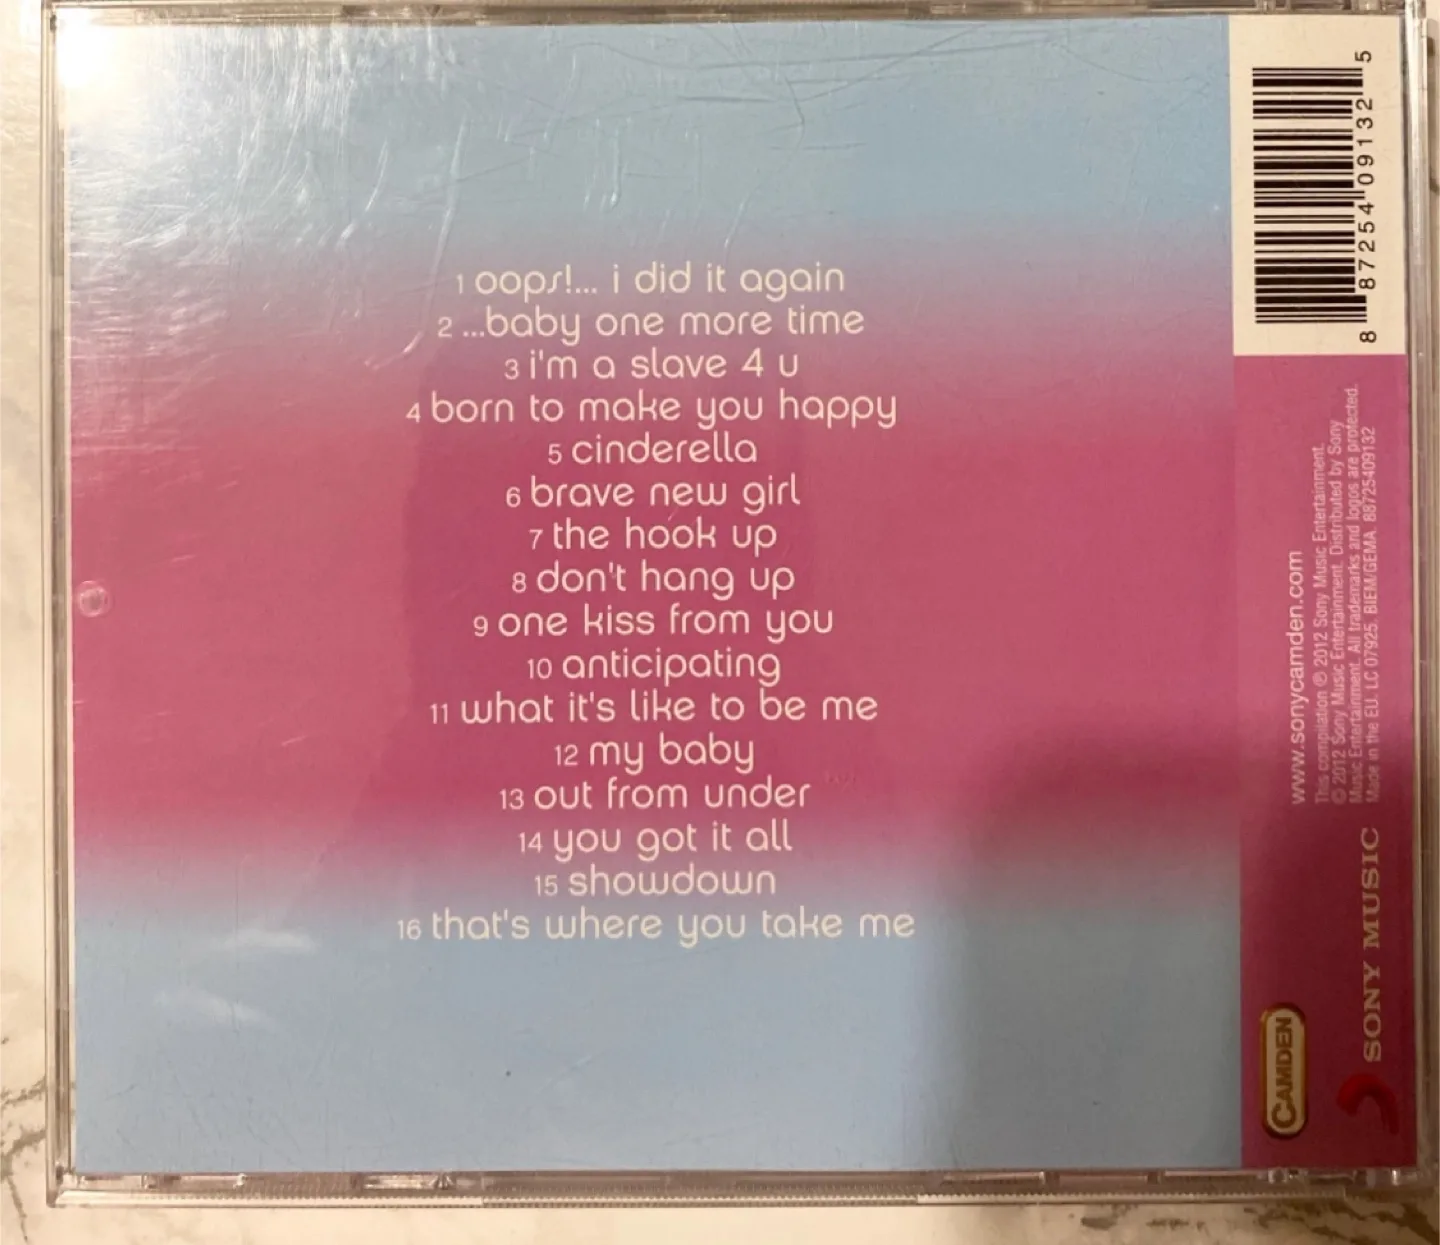 1 oops!... i did it again
2 ...baby one more time
3 i'm a slave 4 u
4 born to make you happy
5 cinderella
6 brave new girl
7 the hook up
8 don't hang up
9 one kiss from you
10 anticipating
11 what it's like to be me
12 my baby
13 out from under
14 you got it all
15 showdown
16 that's where you take me
8 87254 09132 5
www.sonycamden.com
This compilation ℗ 2012 Sony Music Entertainment.
© 2012 Sony Music Entertainment. Distributed by Sony
Music Entertainment. All trademarks and logos are protected.
Made in the EU. LC 07925. BIEM/GEMA. 88725409132
CAMDEN
SONY MUSIC